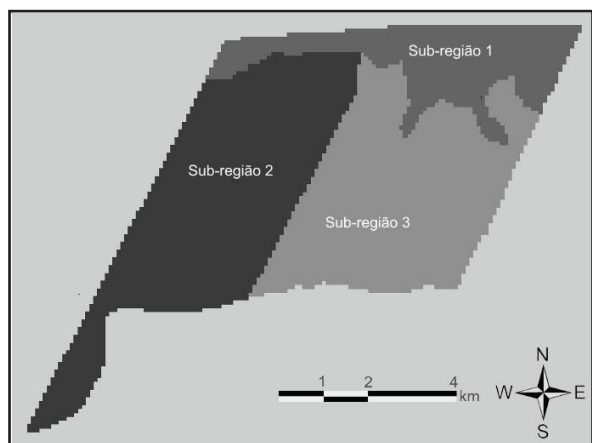 Sub-região 1
Sub-região 2
Sub-região 3
1 2 4
km
N
W E
S